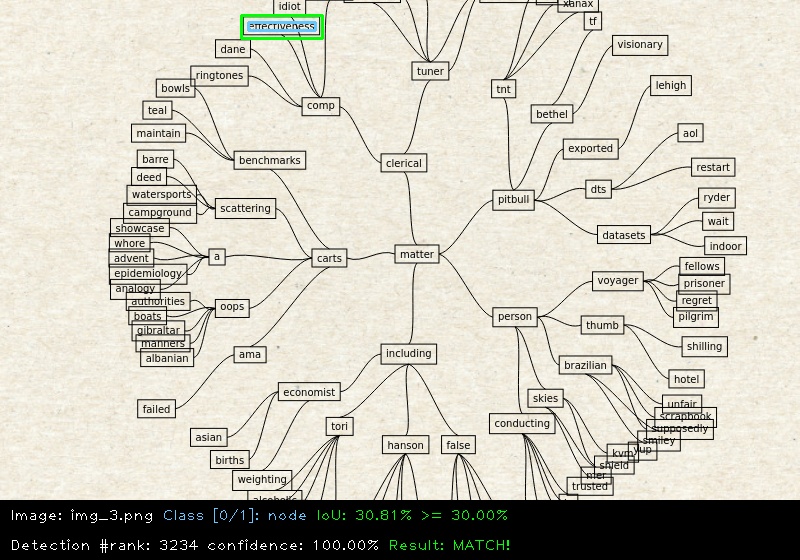 idiot
xanax
effectiveness
tf
dane
visionary
tuner
ringtones
bowls
tnt
lehigh
comp
teal
bethel
maintain
aol
exported
barre
benchmarks
clerical
restart
deed
dts
watersports
pitbull
ryder
campground
scattering
wait
showcase
datasets
whore
indoor
advent
a
carts
matter
fellows
epidemiology
voyager
prisoner
analogy
regret
authorities
oops
person
pilgrim
boats
thumb
gibraltar
manners
shilling
albanian
ama
including
brazilian
hotel
economist
skies
unfair
failed
scrapbook
conducting
tori
supposedly
asian
hanson
false
smiley
yup
kvm
births
shield
weighting
mer
trusted
alcoholic
Image: img_3.png Class [0/1]: node IoU: 30.81% >= 30.00%
Detection #rank: 3234 confidence: 100.00% Result: MATCH!